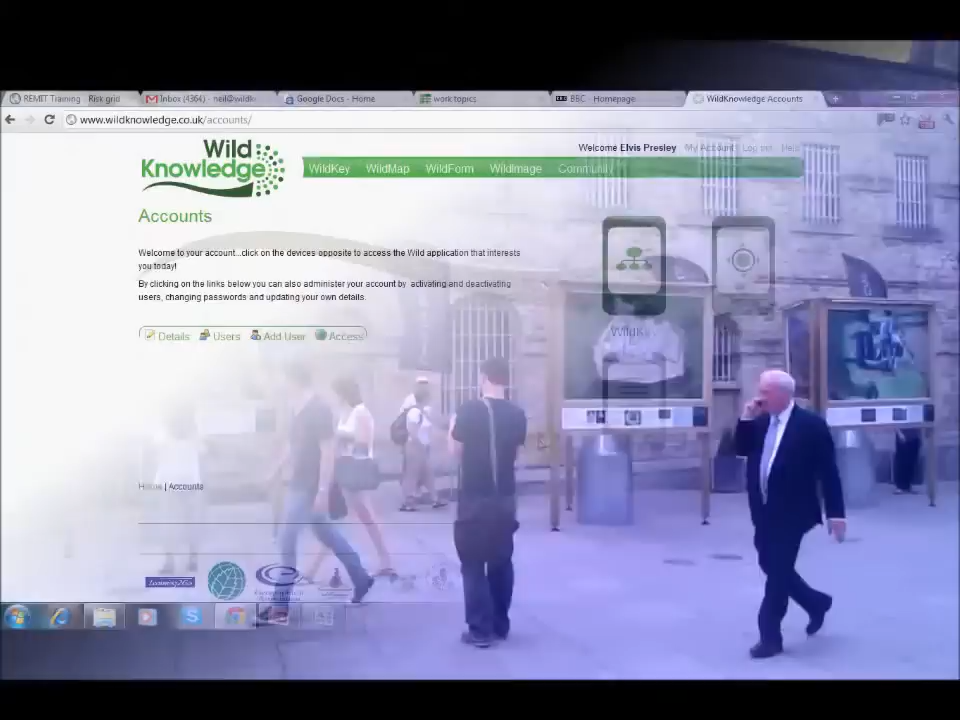 REMIT Training Risk grid
Inbox (4364) - neil@wildk
Google Docs - Home
work topics
BBC - Homepage
WildKnowledge Accounts
www.wildknowledge.co.uk/accounts/
Wild
Knowledge
Welcome Elvis Presley My Account Log out Help
WildKey WildMap WildForm WildImage Community
Accounts
Welcome to your account...click on the devices opposite to access the Wild application that interests
you today!
By clicking on the links below you can also administer your account by activating and deactivating
users, changing passwords and updating your own details.
Details Users Add User Access
WildKey
Home | Accounts